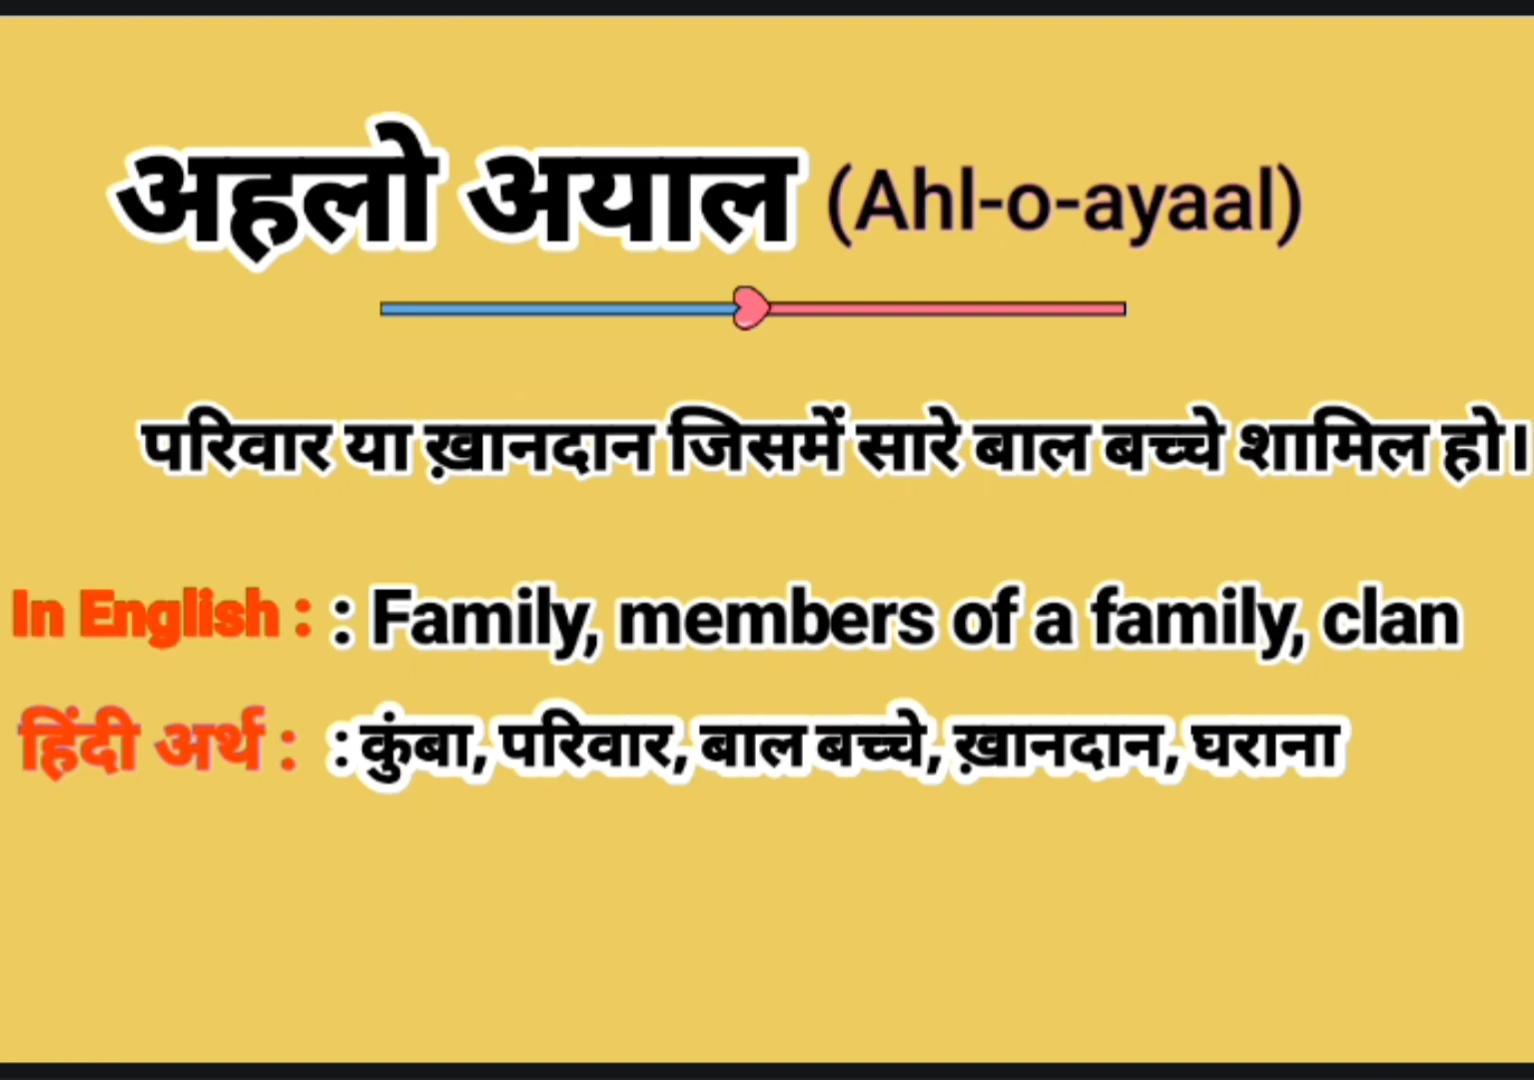 अहलो अयाल (Ahl-o-ayaal)
परिवार या ख़ानदान जिसमें सारे बाल बच्चे शामिल हो।
In English : : Family, members of a family, clan
हिंदी अर्थ : : कुंबा, परिवार, बाल बच्चे, ख़ानदान, घराना